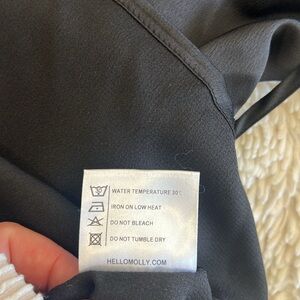 WATER TEMPERATURE 30°
IRON ON LOW HEAT
DO NOT BLEACH
DO NOT TUMBLE DRY
HELLOMOLLY.COM